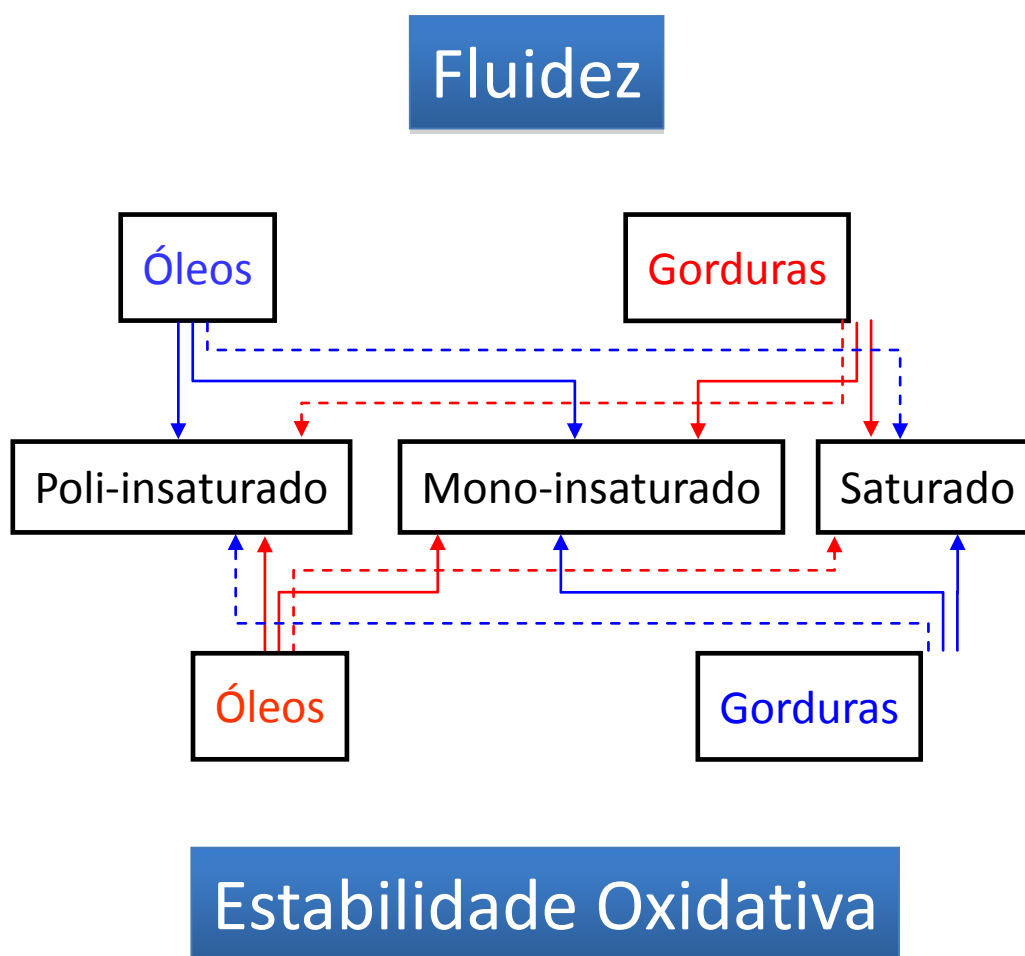 Fluidez
Óleos
Gorduras
Poli-insaturado
Mono-insaturado
Saturado
Óleos
Gorduras
Estabilidade Oxidativa